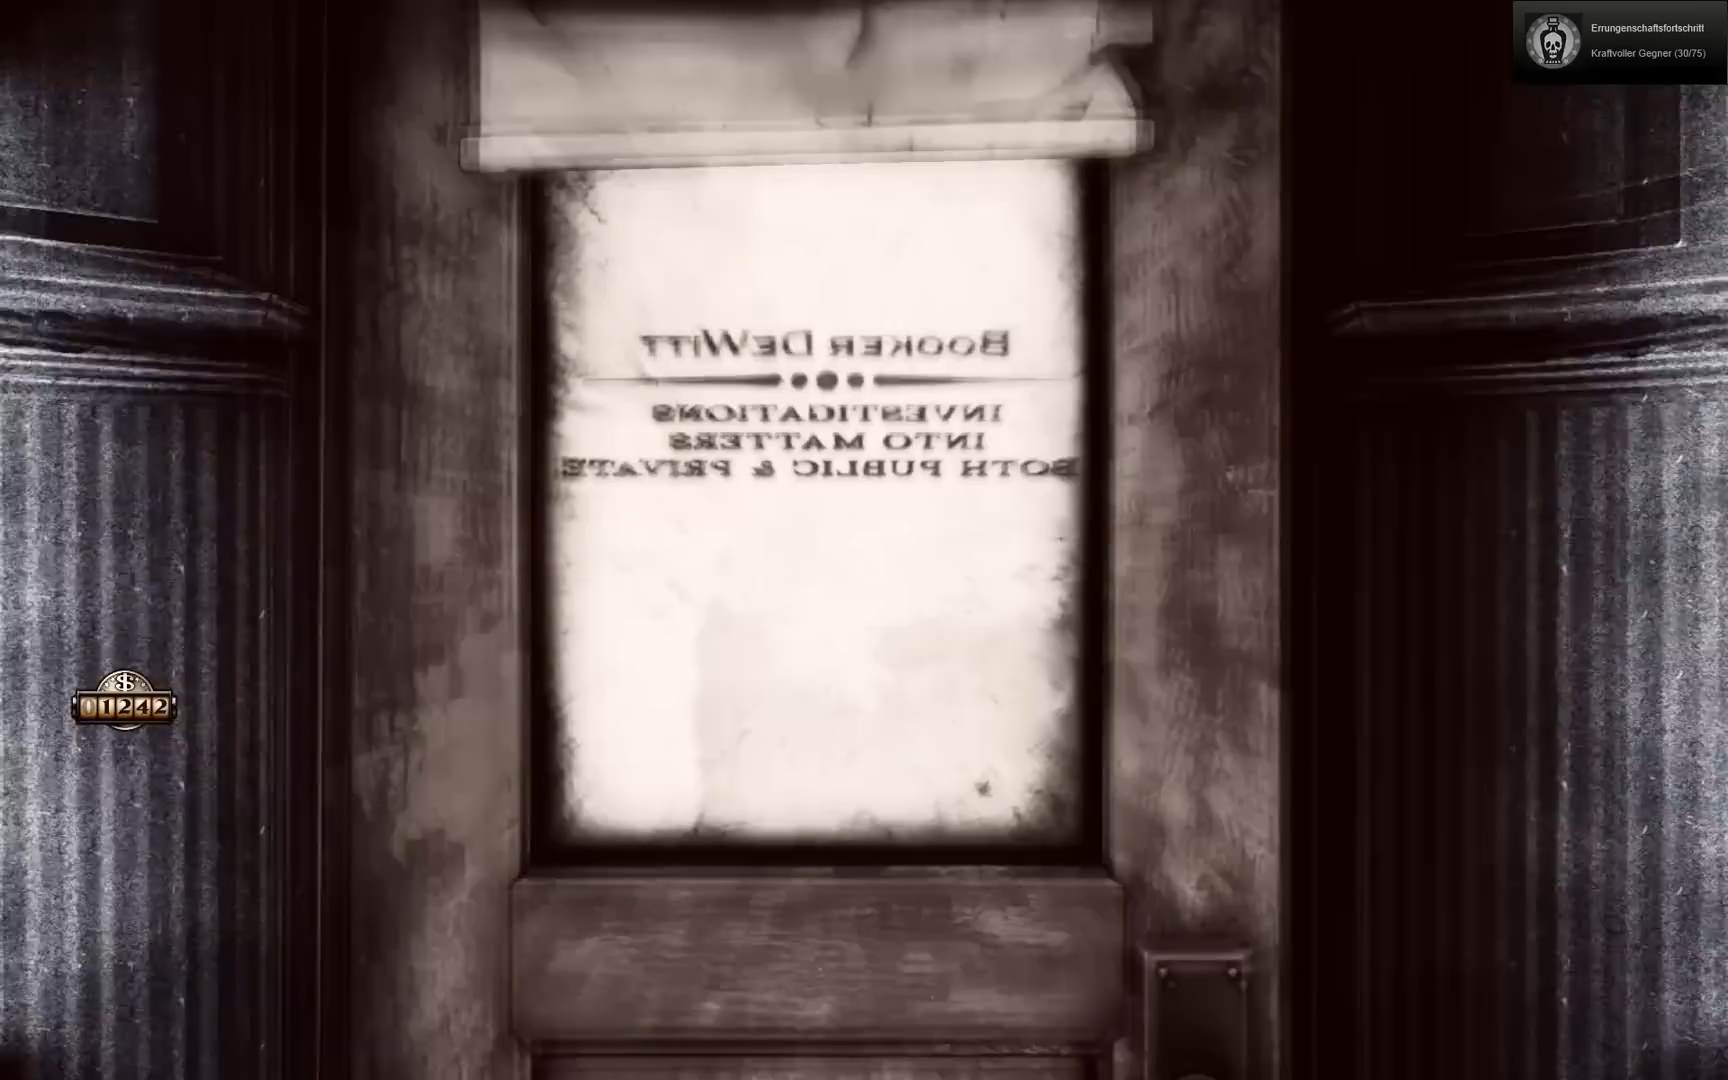 Errungenschaftsfortschritt
Kraftvoller Gegner (30/75)
BOOKER DEWITT
INVESTIGATIONS
INTO MATTERS
BOTH PUBLIC & PRIVATE
$
01242